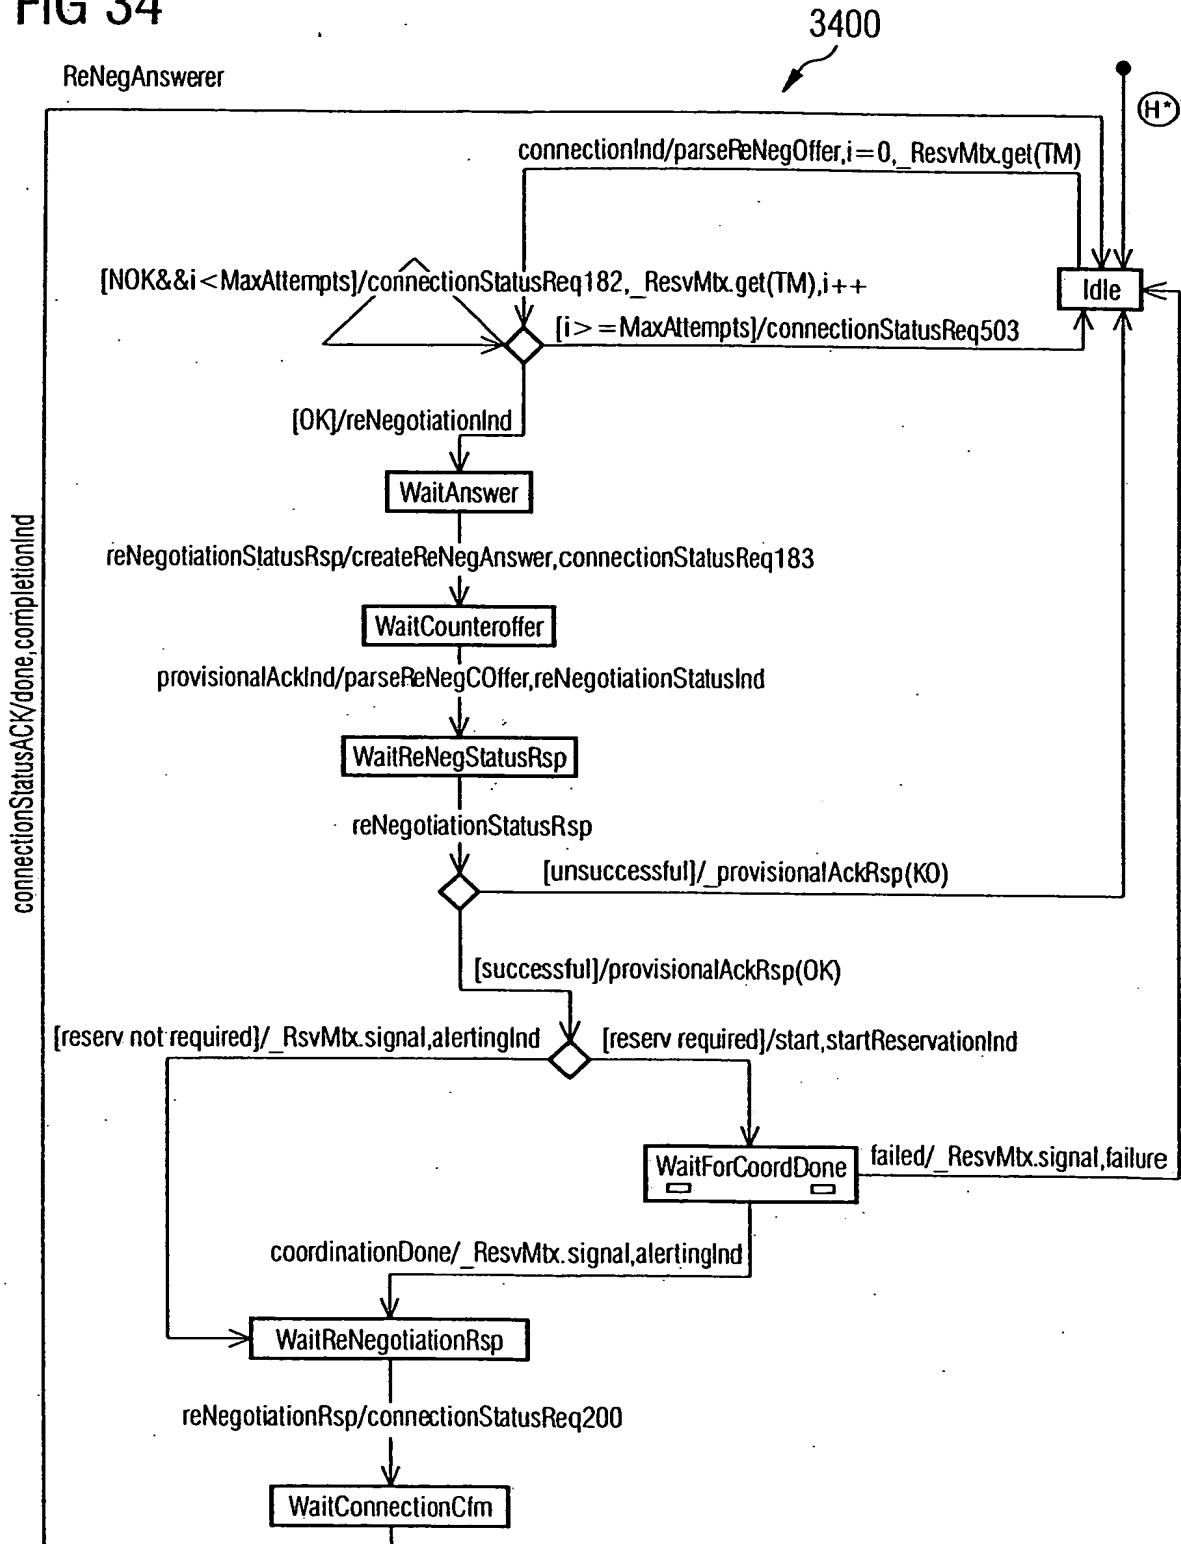 FIG 34
3400
ReNegAnswerer
H*
connectionInd/parseReNegOffer,i=0,_ResvMtx.get(TM)
[NOK&&i<MaxAttempts]/connectionStatusReq182,_ResvMtx.get(TM),i++
Idle
[i>=MaxAttempts]/connectionStatusReq503
[OK]/reNegotiationInd
WaitAnswer
reNegotiationStatusRsp/createReNegAnswer,connectionStatusReq183
WaitCounteroffer
provisionalAckInd/parseReNegCOffer,reNegotiationStatusInd
WaitReNegStatusRsp
reNegotiationStatusRsp
[unsuccessful]/_provisionalAckRsp(KO)
connectionStatusACK/done,completionInd
[successful]/provisionalAckRsp(OK)
[reserv not required]/_RsvMtx.signal,alertingInd
[reserv required]/start,startReservationInd
WaitForCoordDone
failed/_ResvMtx.signal,failure
coordinationDone/_ResvMtx.signal,alertingInd
WaitReNegotiationRsp
reNegotiationRsp/connectionStatusReq200
WaitConnectionCfm